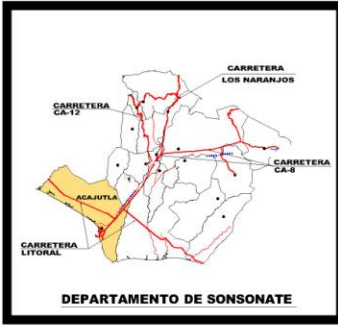 CARRETERA
LOS NARANJOS
CARRETERA
CA-12
CARRETERA
CA-8
ACAJUTLA
CARRETERA
LITORAL
DEPARTAMENTO DE SONSONATE